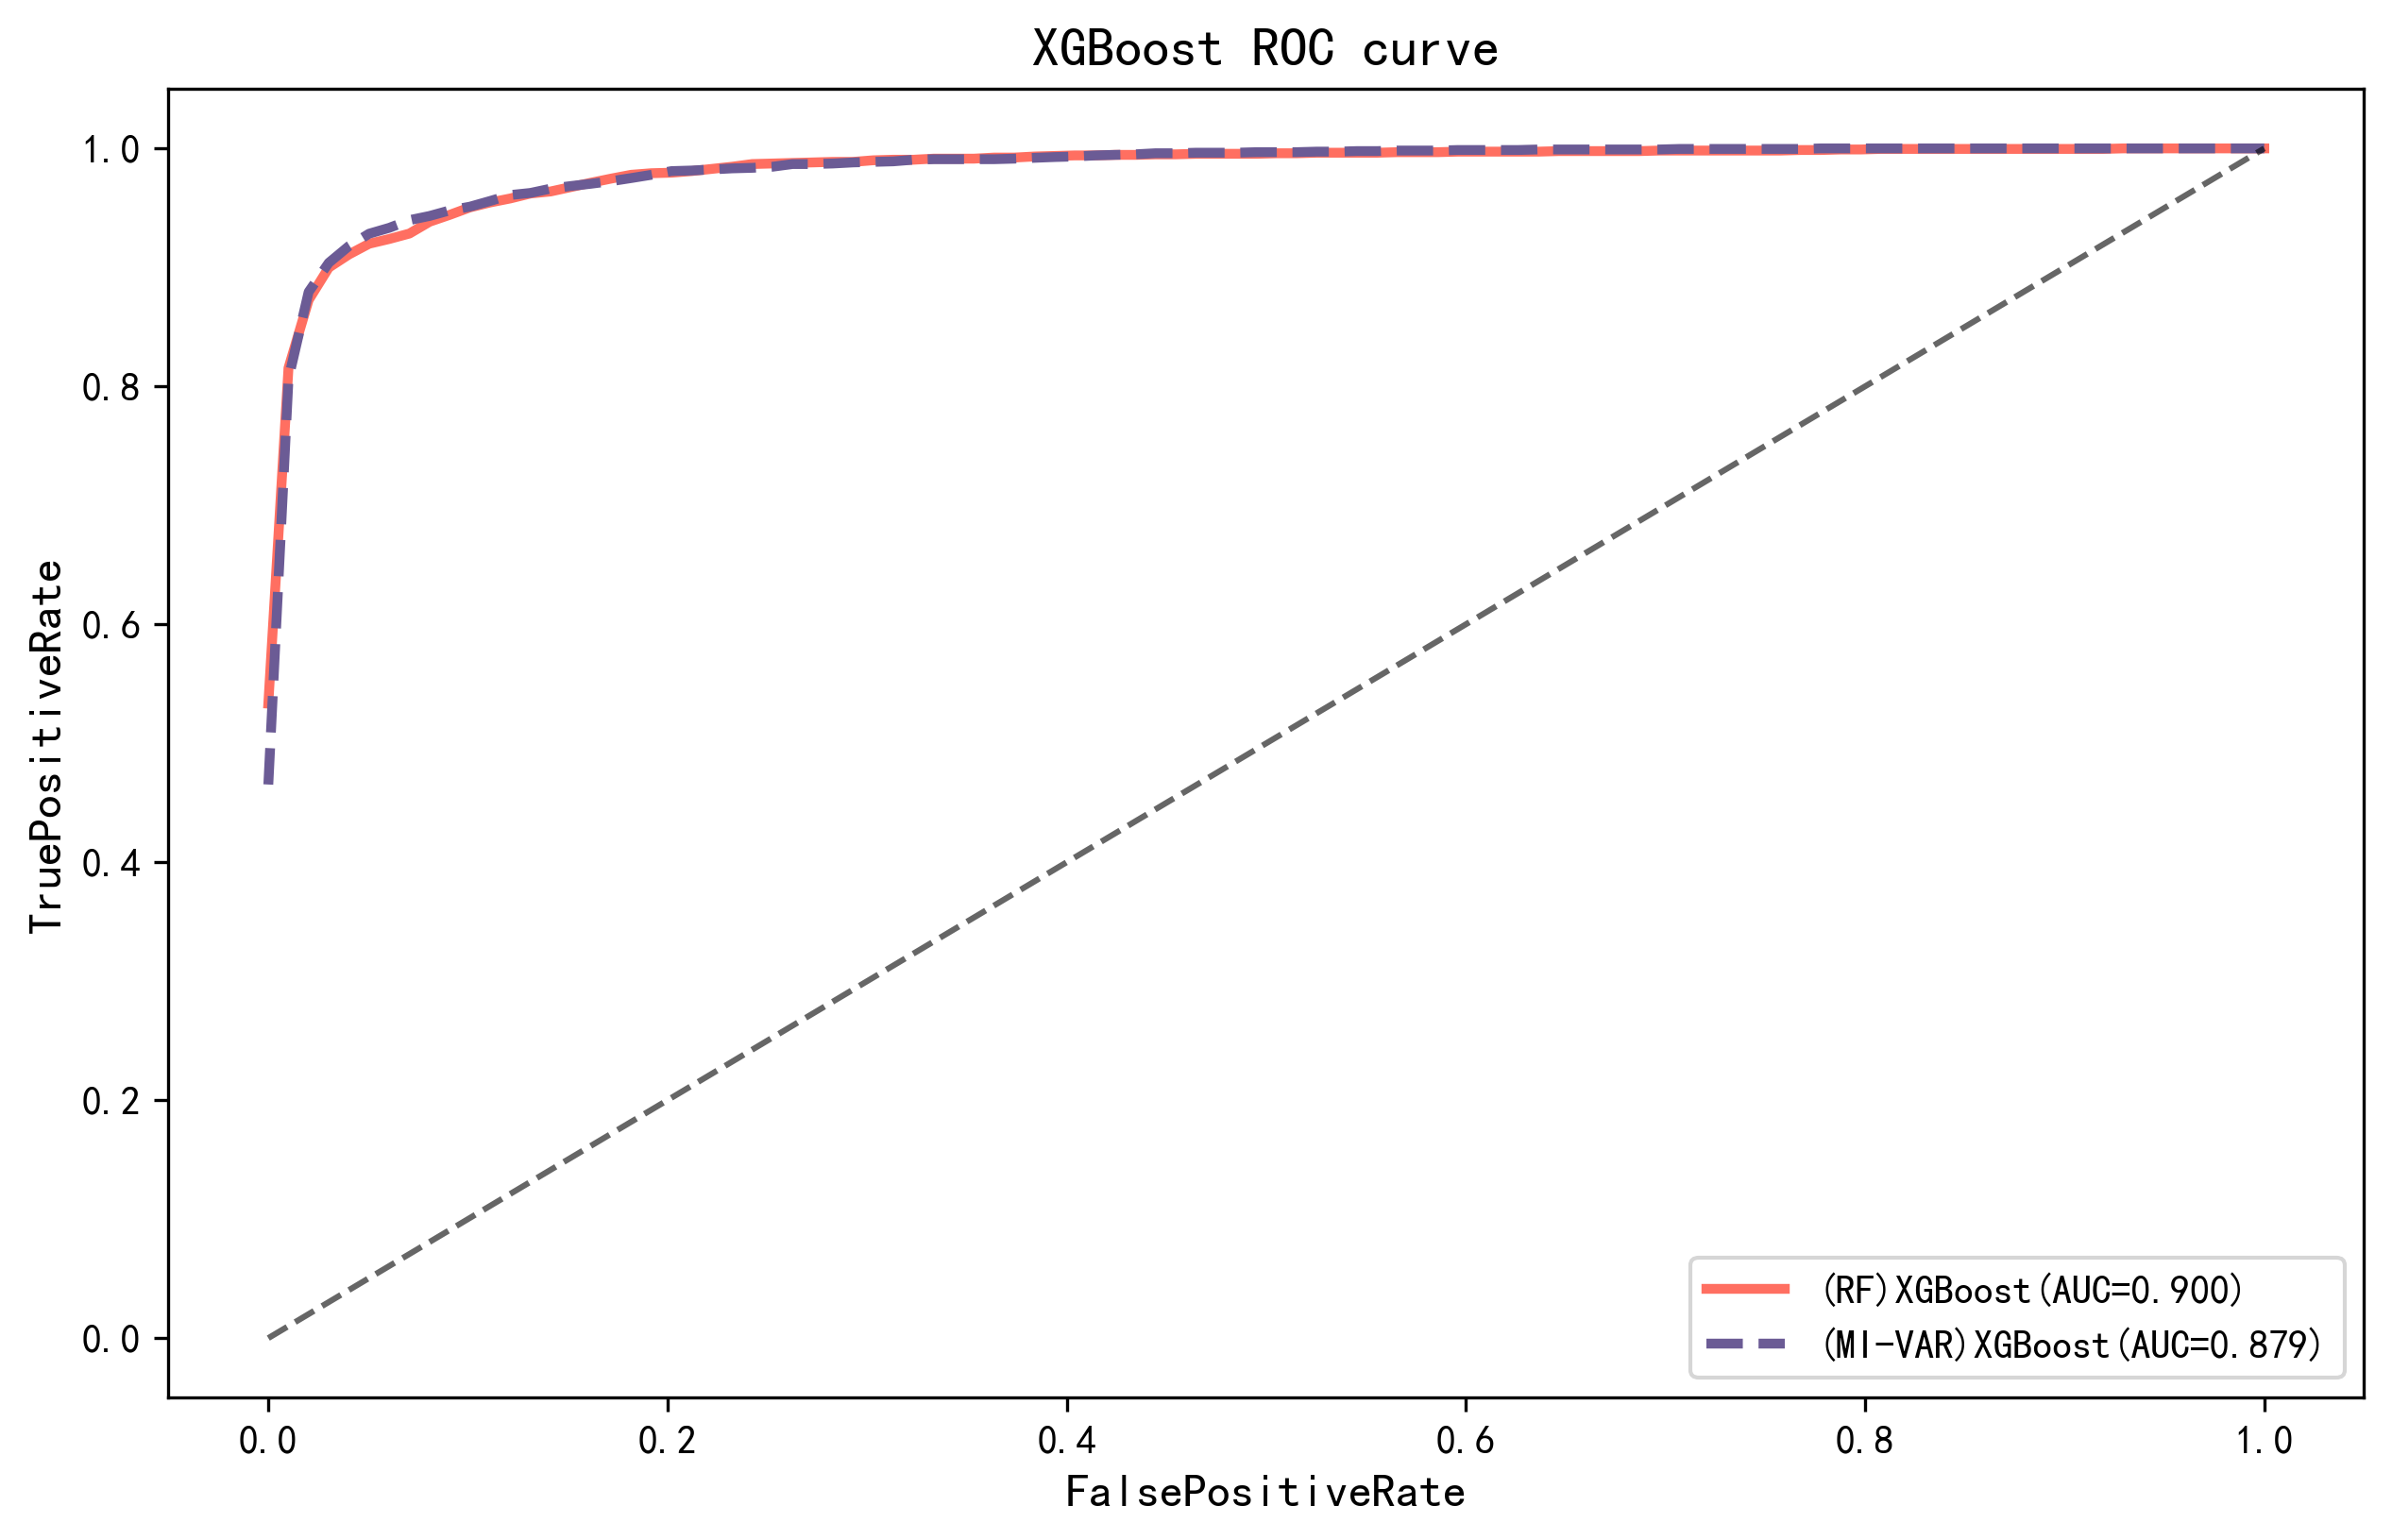 XGBoost ROC curve
1.0
0.8
0.6
0.4
0.2
0.0
TruePositiveRate
0.0 0.2 0.4 0.6 0.8 1.0
FalsePositiveRate
(RF)XGBoost(AUC=0.900)
(MI-VAR)XGBoost(AUC=0.879)